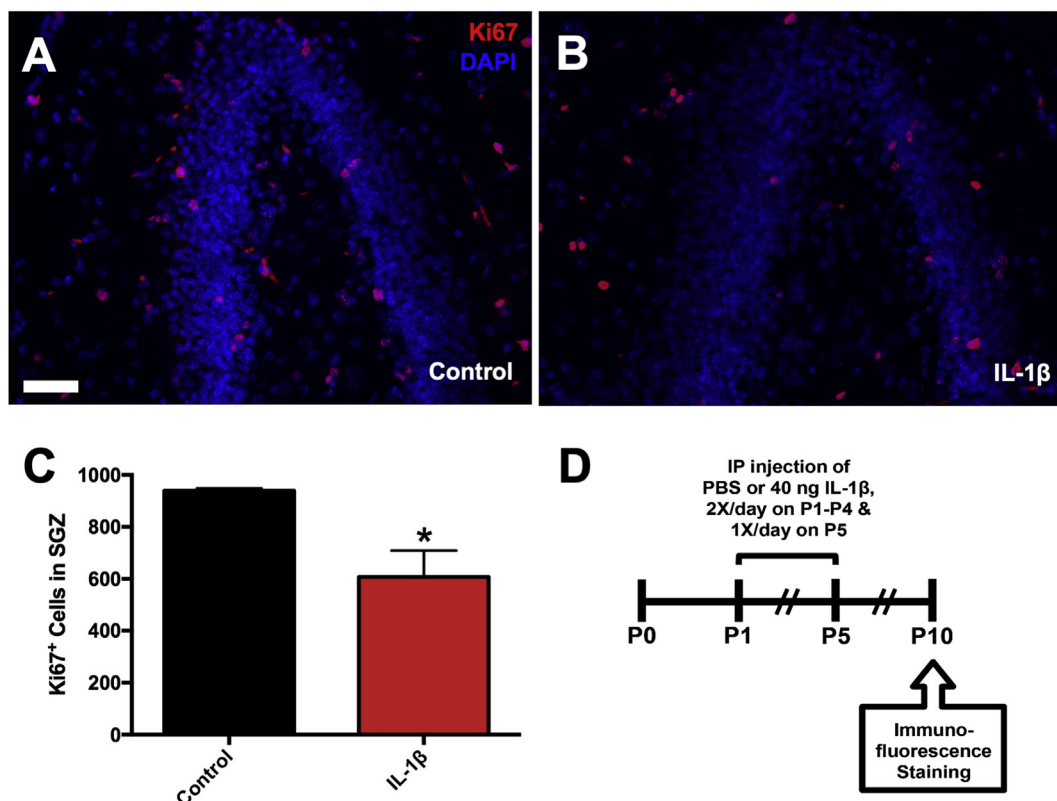 A
Ki67
DAPI
Control
B
IL-1β
C
Ki67⁺ Cells in SGZ
1000
800
600
400
200
0
*
Control
IL-1β
D
IP injection of
PBS or 40 ng IL-1β,
2X/day on P1-P4 &
1X/day on P5
P0
P1
P5
P10
Immuno-
fluorescence
Staining